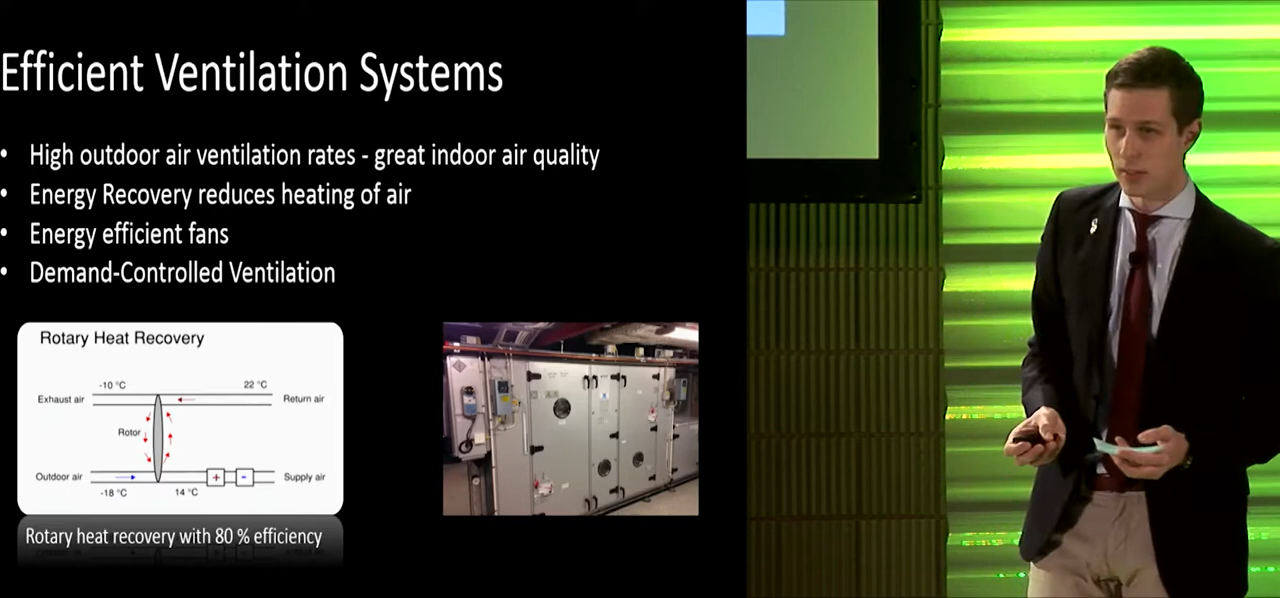 Efficient Ventilation Systems
• High outdoor air ventilation rates - great indoor air quality
• Energy Recovery reduces heating of air
• Energy efficient fans
• Demand-Controlled Ventilation
Rotary Heat Recovery
-10 °C 22 °C
Exhaust air Return air
Rotor
+ -
Outdoor air Supply air
-18 °C 14 °C
Rotary heat recovery with 80 % efficiency